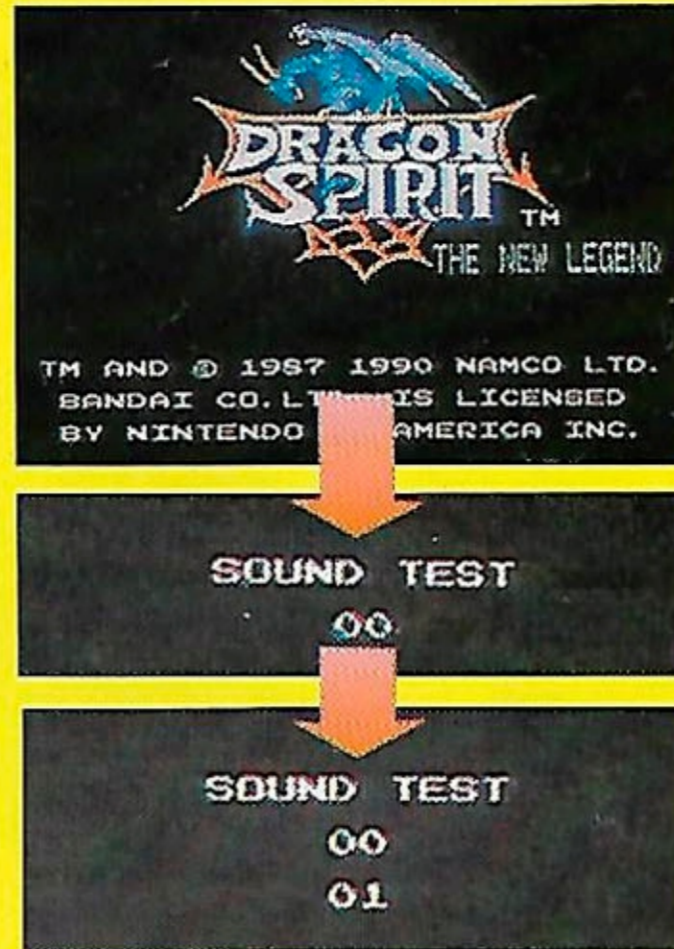 DRAGON
SPIRIT TM
THE NEW LEGEND
TM AND © 1987 1990 NAMCO LTD.
BANDAI CO. IS LICENSED
BY NINTENDO AMERICA INC.
SOUND TEST
00
SOUND TEST
00
01